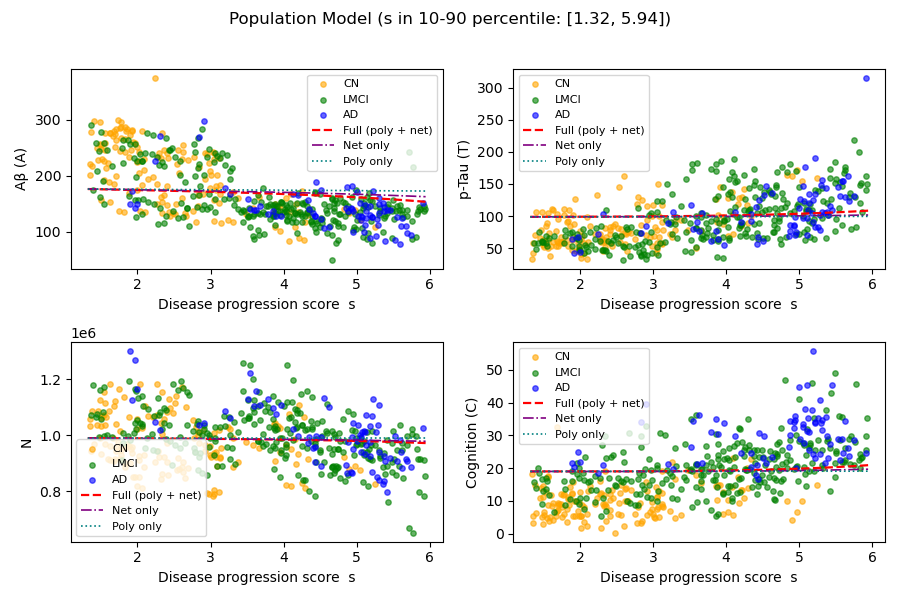 Population Model (s in 10-90 percentile: [1.32, 5.94])
CN
LMCI
AD
Full (poly + net)
Net only
Poly only
300
200
100
Aβ (A)
2
3
4
5
6
Disease progression score s
CN
LMCI
AD
Full (poly + net)
Net only
Poly only
300
250
200
150
100
50
p-Tau (T)
2
3
4
5
6
Disease progression score s
1e6
1.2
1.0
0.8
N
CN
LMCI
AD
Full (poly + net)
Net only
Poly only
2
3
4
5
6
Disease progression score s
CN
LMCI
AD
Full (poly + net)
Net only
Poly only
50
40
30
20
10
0
Cognition (C)
2
3
4
5
6
Disease progression score s